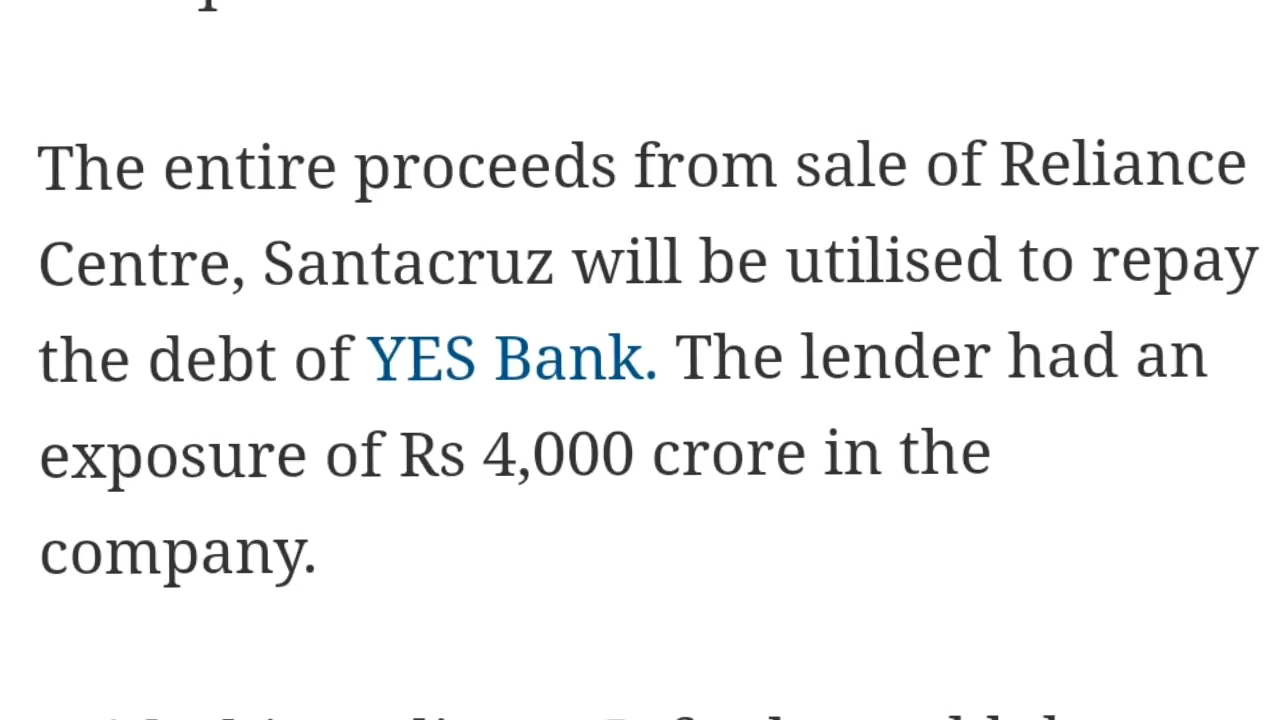 The entire proceeds from sale of Reliance
Centre, Santacruz will be utilised to repay
the debt of YES Bank. The lender had an
exposure of Rs 4,000 crore in the
company.